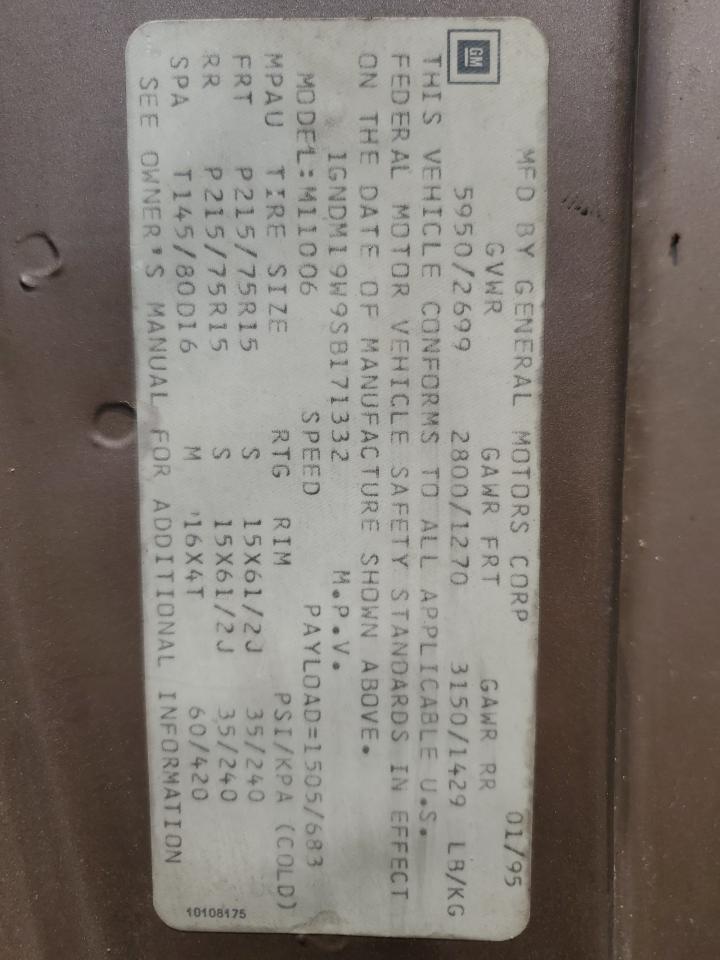 GM
MFD BY GENERAL MOTORS CORP 01/95
GVWR GAWR FRT GAWR RR
5950/2699 2800/1270 3150/1429 LB/KG
THIS VEHICLE CONFORMS TO ALL APPLICABLE U.S.
FEDERAL MOTOR VEHICLE SAFETY STANDARDS IN EFFECT
ON THE DATE OF MANUFACTURE SHOWN ABOVE.
1GNDM19W9SB171332 M.P.V.
MODEL:M11006 SPEED PAYLOAD=1505/683
MPAU TIRE SIZE RTG RIM PSI/KPA (COLD)
FRT P215/75R15 S 15X61/2J 35/240
RR P215/75R15 S 15X61/2J 35/240
SPA T145/80D16 M '16X4T 60/420
SEE OWNER'S MANUAL FOR ADDITIONAL INFORMATION
10108175